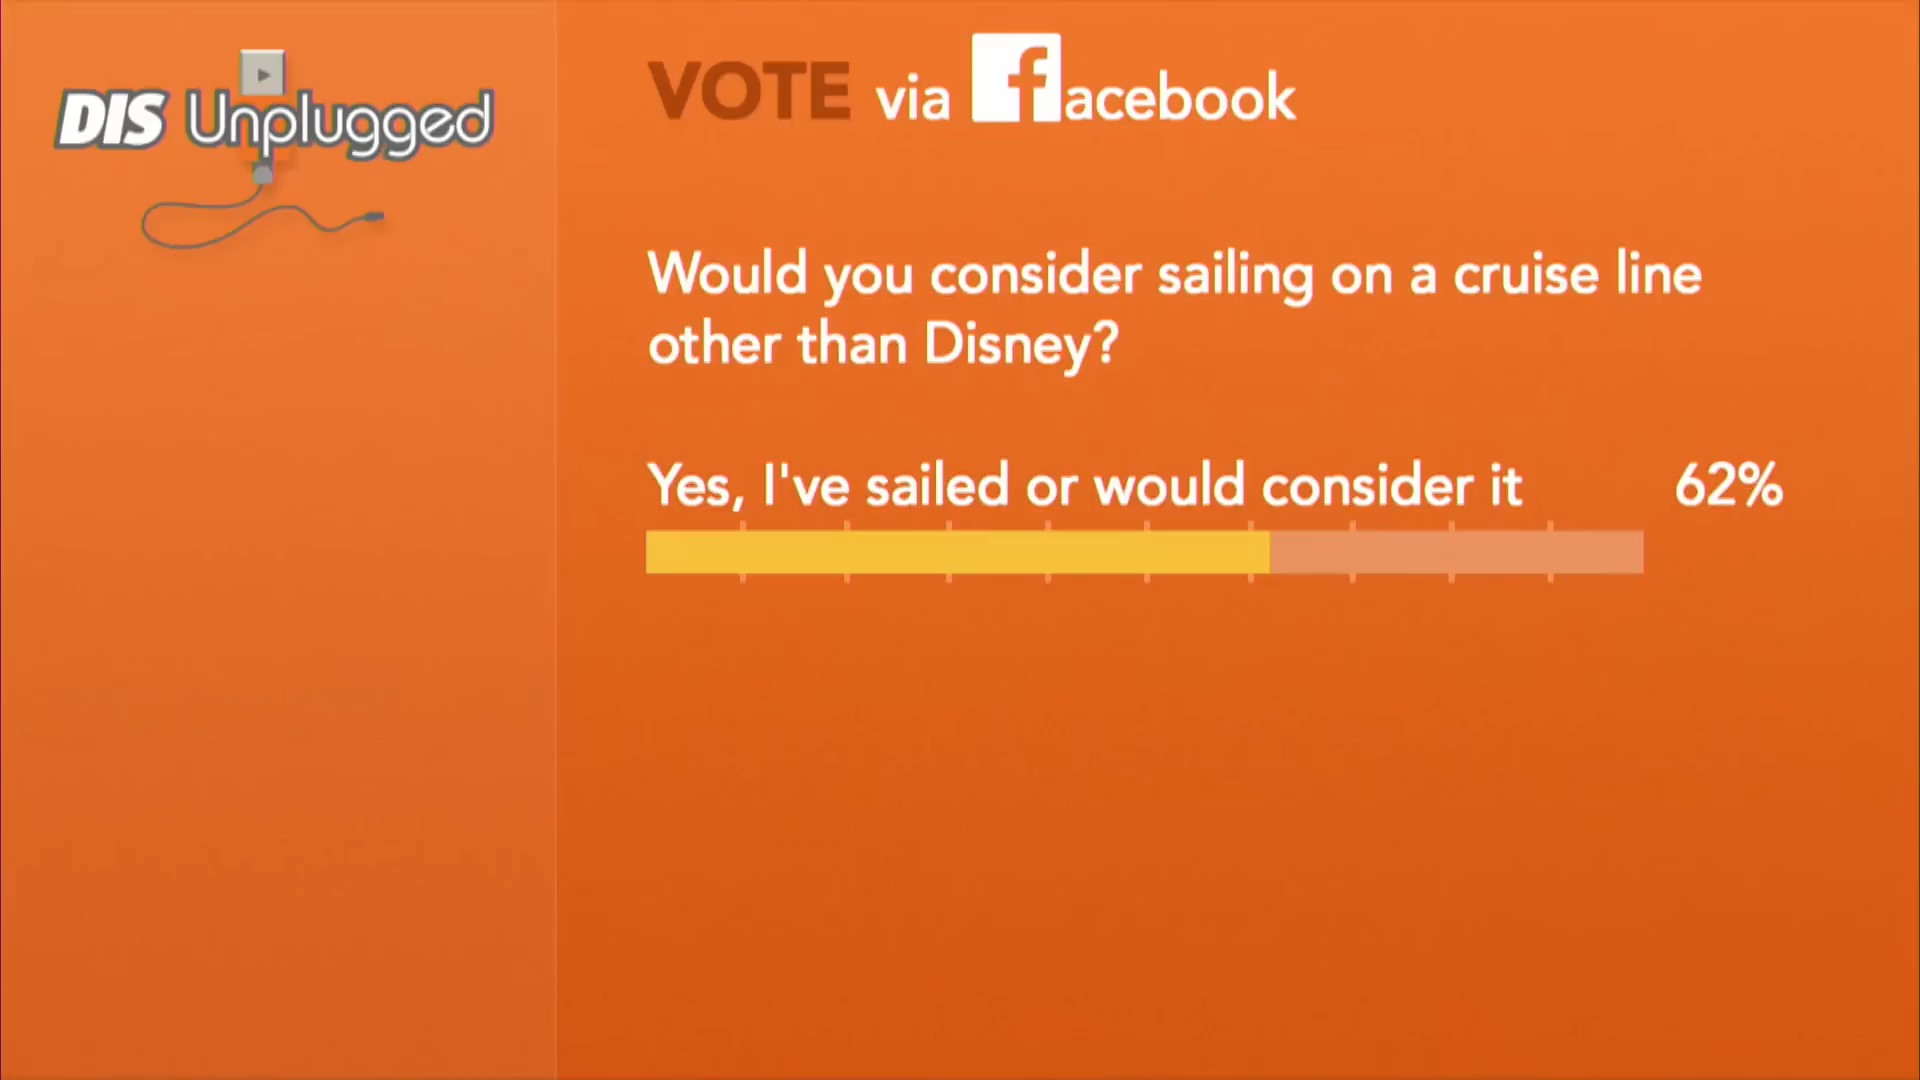 DIS Unplugged
VOTE via facebook
Would you consider sailing on a cruise line
other than Disney?
Yes, I've sailed or would consider it 62%